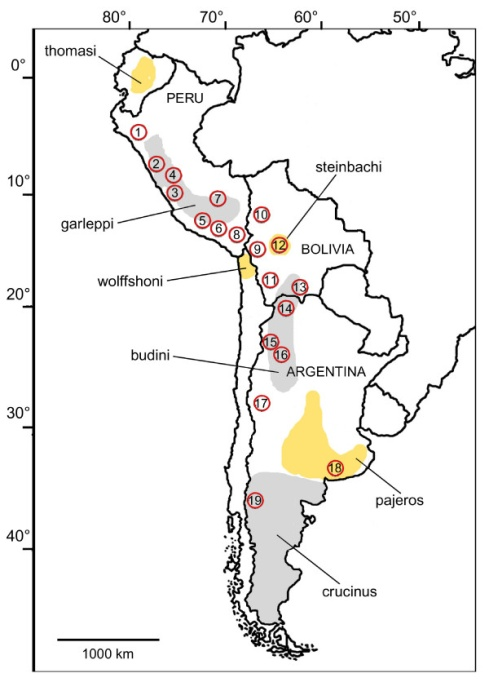 80° 70° 60° 50°
thomasi
0°
PERU
1
steinbachi
2
4
10° 3 7
garleppi
10
5
6
8
9 12 BOLIVIA
wolffshoni
11 13
20° 14
15
budini 16
ARGENTINA
17
30°
18
pajeros
19
40°
crucinus
1000 km